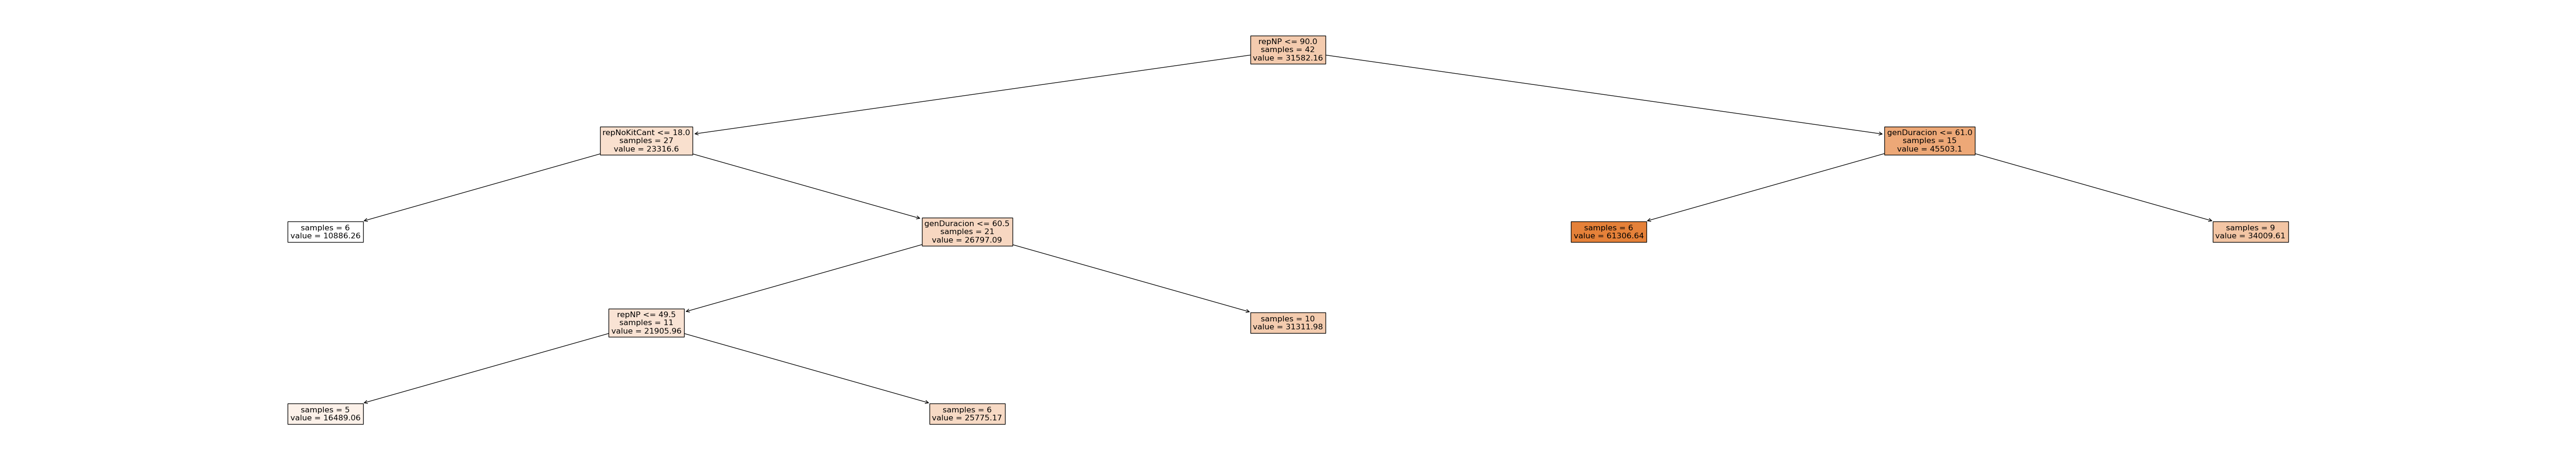 repNP <= 90.0
samples = 42
value = 31582.16
repNoKitCant <= 18.0
samples = 27
value = 23316.6
genDuracion <= 61.0
samples = 15
value = 45503.1
samples = 6
value = 10886.26
genDuracion <= 60.5
samples = 21
value = 26797.09
samples = 6
value = 61306.64
samples = 9
value = 34009.61
repNP <= 49.5
samples = 11
value = 21905.96
samples = 10
value = 31311.98
samples = 5
value = 16489.06
samples = 6
value = 25775.17